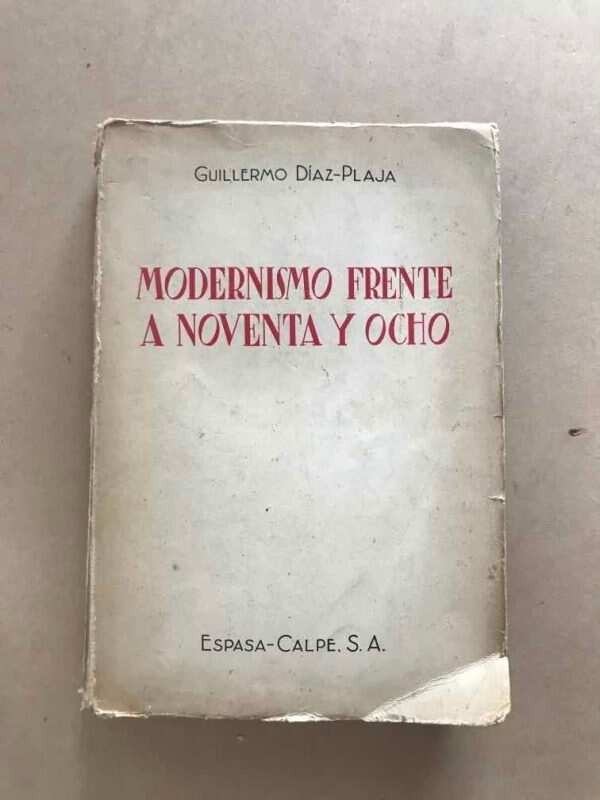 GUILLERMO DÍAZ-PLAJA
MODERNISMO FRENTE
A NOVENTA Y OCHO
ESPASA-CALPE, S. A.